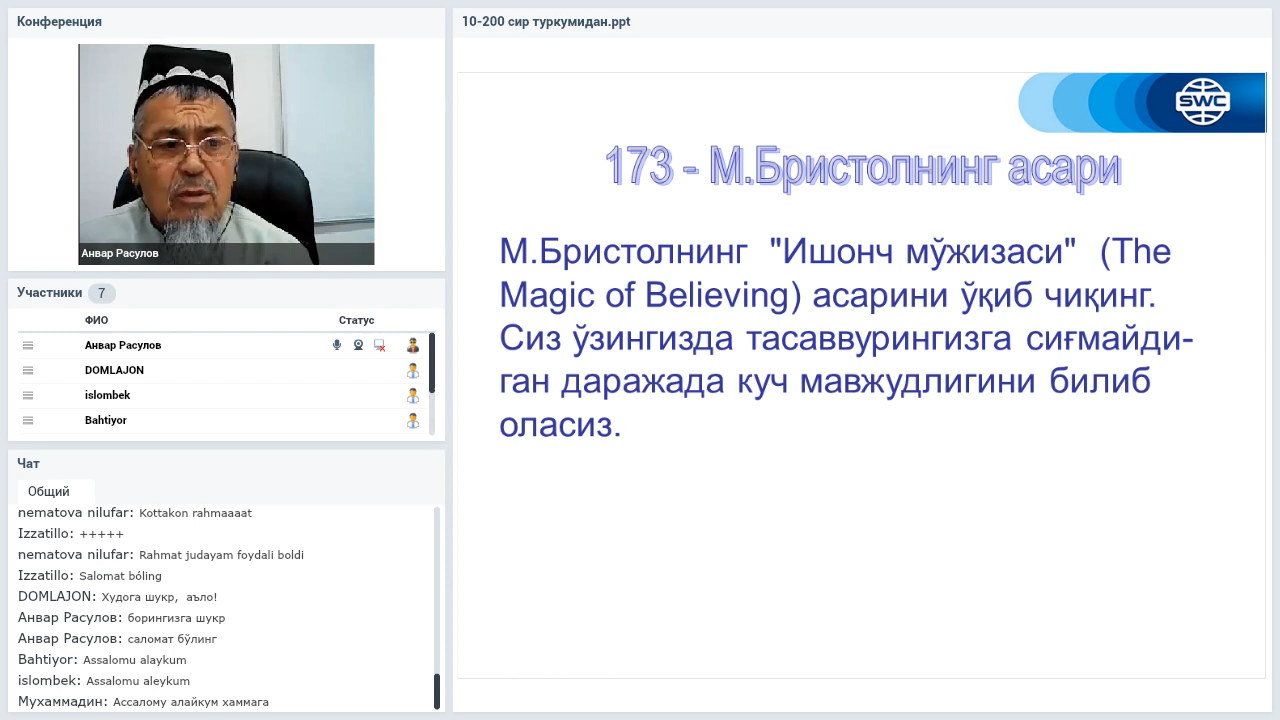 Конференция
Анвар Расулов
Участники 7
ФИО Статус
Анвар Расулов
DOMLAJON
islombek
Bahtiyor
Чат
Общий
nematova nilufar: Kottakon rahmaaaat
Izzatillo: +++++
nematova nilufar: Rahmat judayam foydali boldi
Izzatillo: Salomat bóling
DOMLAJON: Худога шукр, аъло!
Анвар Расулов: борингизга шукр
Анвар Расулов: саломат бўлинг
Bahtiyor: Assalomu alaykum
islombek: Assalomu aleykum
Мухаммадин: Ассалому алайкум хаммага
10-200 сир туркумидан.ppt
SWC
173 - М.Бристолнинг асари
М.Бристолнинг "Ишонч мўжизаси" (The
Magic of Believing) асарини ўқиб чиқинг.
Сиз ўзингизда тасаввурингизга сиғмайди-
ган даражада куч мавжудлигини билиб
оласиз.